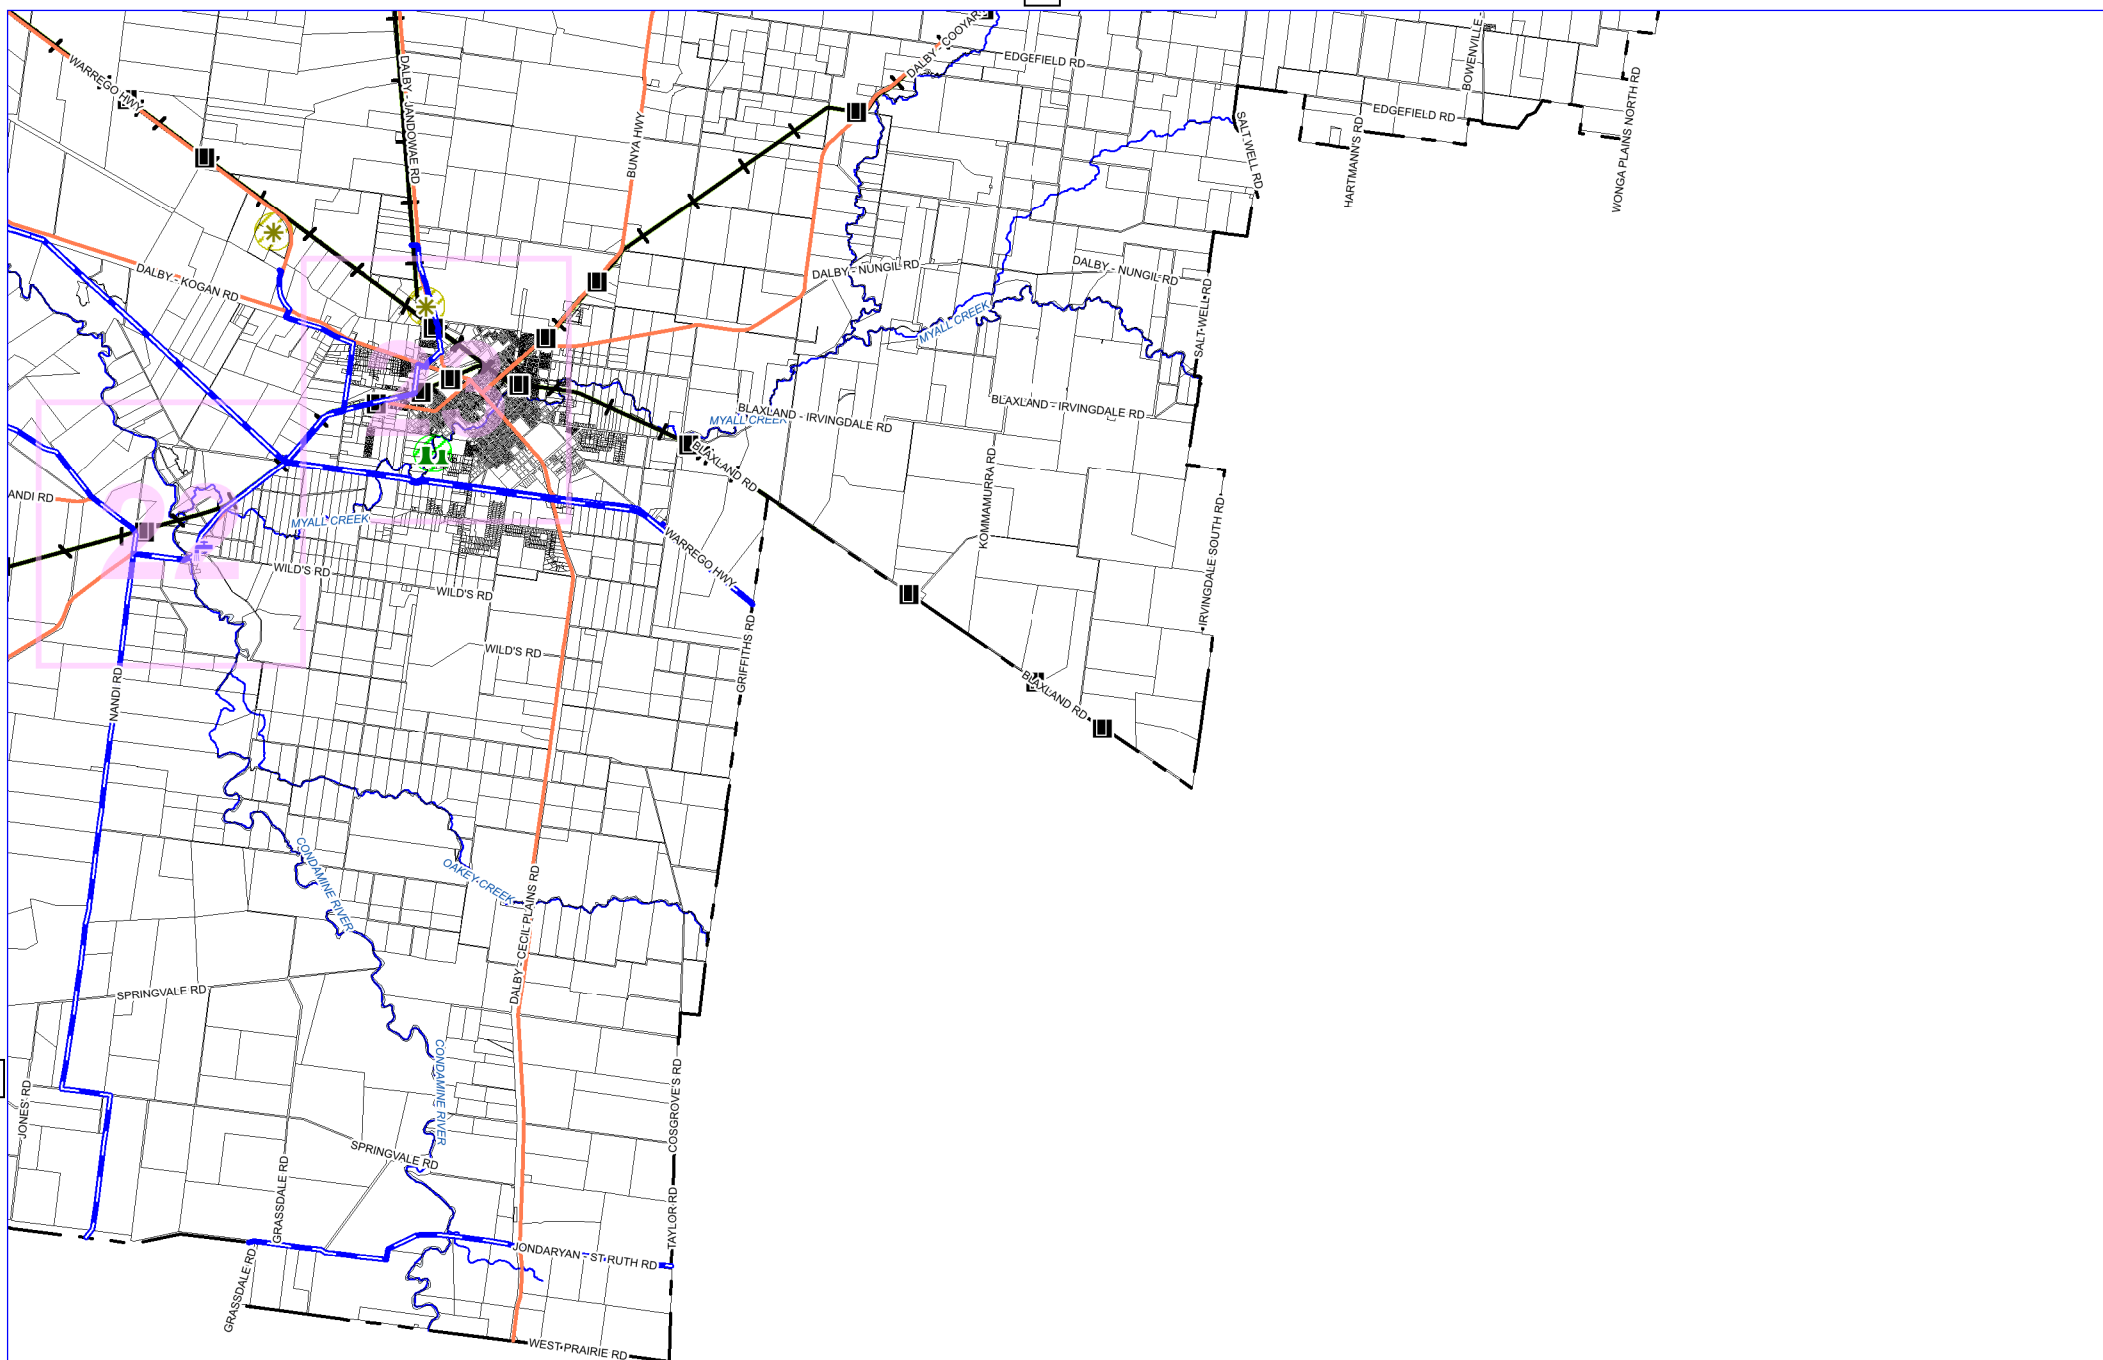 DALBY - COOYAR
EDGEFIELD RD
BOWENVILLE -
WARREGO HWY
DALBY - JANDOWAE RD
BUNYA HWY
SALT WELL RD
HARTMANN'S RD
EDGEFIELD RD
WONGA PLAINS NORTH RD
DALBY - KOGAN RD
DALBY - NUNGIL RD
DALBY - NUNGIL RD
MYALL CREEK
SALT WELL RD
MYALL CREEK
BLAXLAND - IRVINGDALE RD
BLAXLAND - IRVINGDALE RD
BLAXLAND RD
KOMMAMURRA RD
IRVINGDALE SOUTH RD
ANDI RD
22
MYALL CREEK
WILD'S RD
WILD'S RD
WARREGO HWY
WILD'S RD
GRIFFITHS RD
NANDI RD
BLAXLAND RD
CONDAMINE RIVER
OAKEY CREEK
DALBY - CECIL PLAINS RD
SPRINGVALE RD
CONDAMINE RIVER
JONES RD
COSGROVE'S RD
SPRINGVALE RD
GRASSDALE RD
TAYLOR RD
JONDARYAN - ST RUTH RD
GRASSDALE RD
WEST PRAIRIE RD